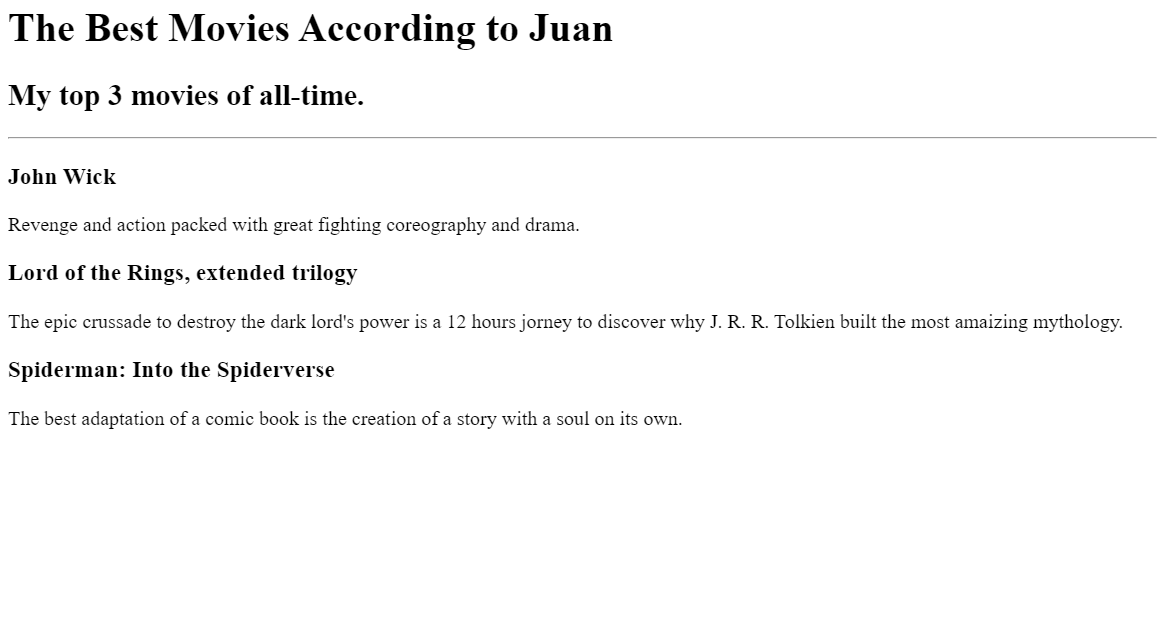 The Best Movies According to Juan
My top 3 movies of all-time.
John Wick
Revenge and action packed with great fighting coreography and drama.
Lord of the Rings, extended trilogy
The epic crussade to destroy the dark lord's power is a 12 hours jorney to discover why J. R. R. Tolkien built the most amaizing mythology.
Spiderman: Into the Spiderverse
The best adaptation of a comic book is the creation of a story with a soul on its own.